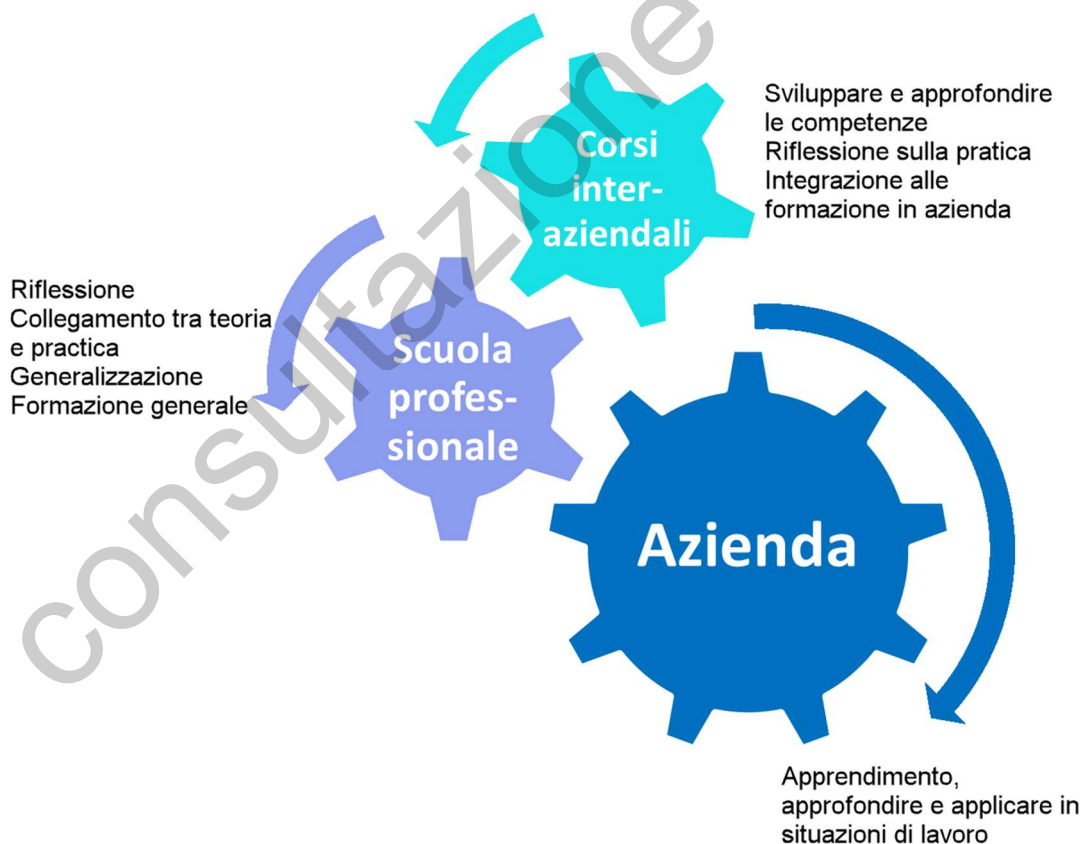 Corsi
inter-
aziendali
Sviluppare e approfondire
le competenze
Riflessione sulla pratica
Integrazione alle
formazione in azienda
Riflessione
Collegamento tra teoria
e practica
Generalizzazione
Formazione generale
Scuola
profes-
sionale
Azienda
Apprendimento,
approfondire e applicare in
situazioni di lavoro
consultazione